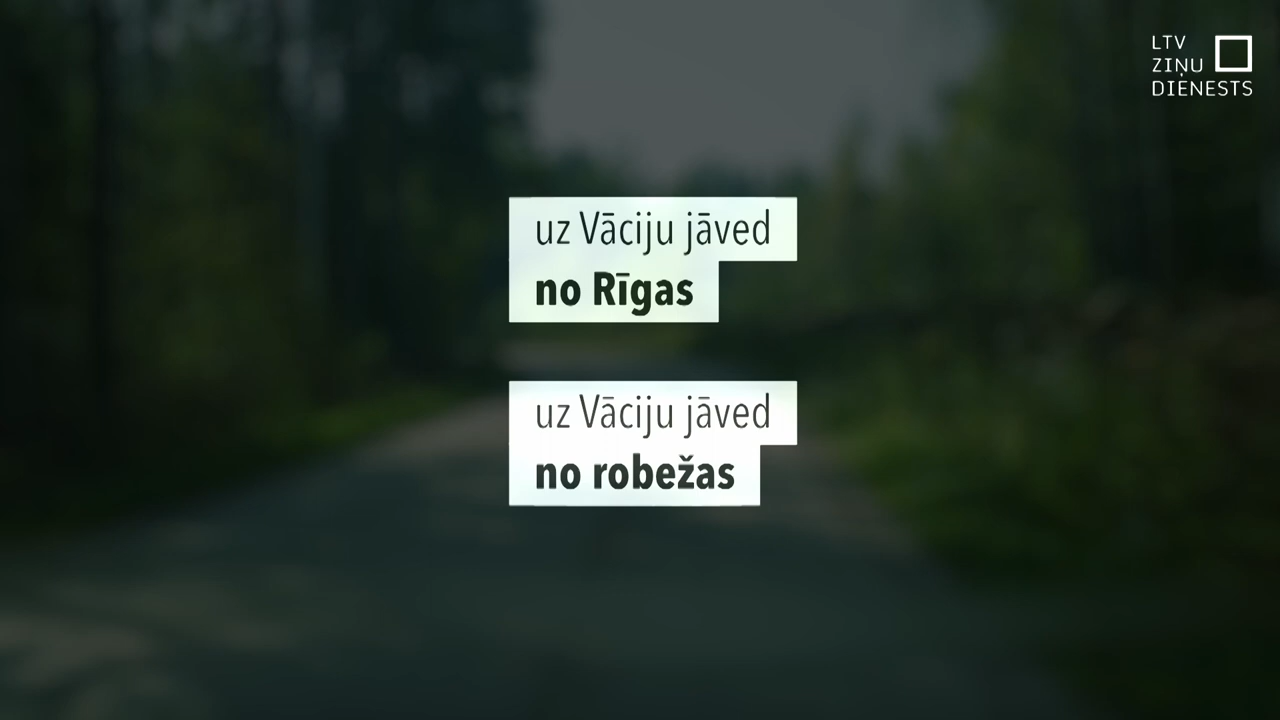 LTV
ZIŅU
DIENESTS
uz Vāciju jāved
no Rīgas
uz Vāciju jāved
no robežas